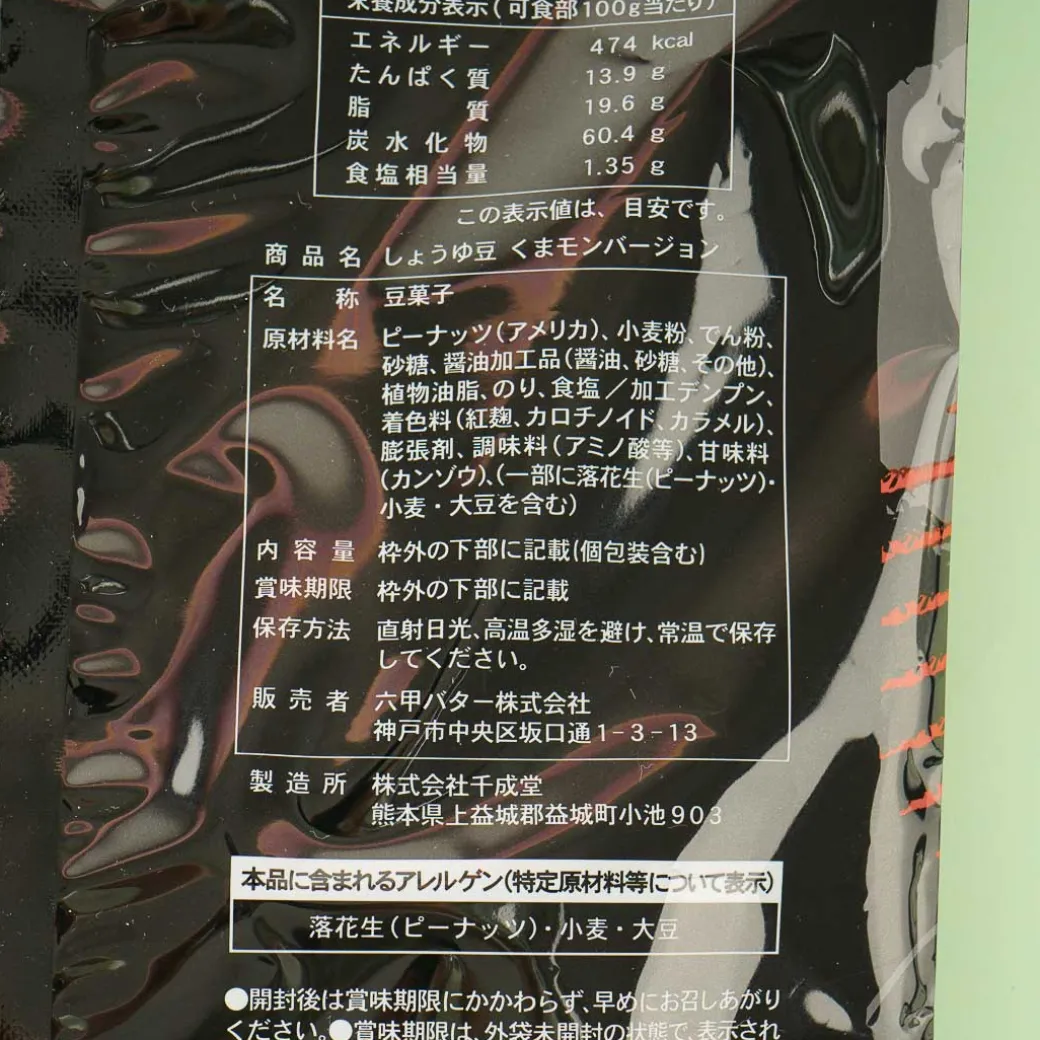 栄養成分表示(可食部100g当たり)
エネルギー 474 kcal
たんぱく質 13.9 g
脂質 19.6 g
炭水化物 60.4 g
食塩相当量 1.35 g
この表示値は、目安です。
商品名 しょうゆ豆 くまモンバージョン
名称 豆菓子
原材料名 ピーナッツ(アメリカ)、小麦粉、でん粉、
砂糖、醤油加工品(醤油、砂糖、その他)、
植物油脂、のり、食塩/加工デンプン、
着色料(紅麹、カロチノイド、カラメル)、
膨張剤、調味料(アミノ酸等)、甘味料
(カンゾウ)、(一部に落花生(ピーナッツ)・
小麦・大豆を含む)
内容量 枠外の下部に記載(個包装含む)
賞味期限 枠外の下部に記載
保存方法 直射日光、高温多湿を避け、常温で保存
してください。
販売者 六甲バター株式会社
神戸市中央区坂口通1-3-13
製造所 株式会社千成堂
熊本県上益城郡益城町小池903
本品に含まれるアレルゲン(特定原材料等について表示)
落花生(ピーナッツ)・小麦・大豆
●開封後は賞味期限にかかわらず、早めにお召しあがり
ください。●賞味期限は、外袋未開封の状態で、表示され